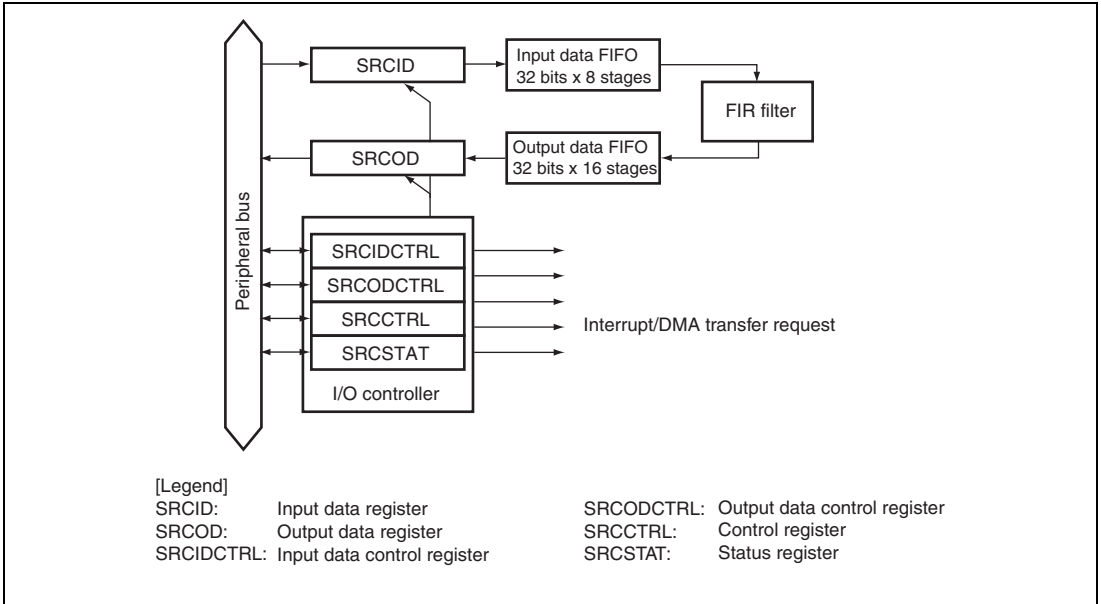 SRCID
Input data FIFO
32 bits x 8 stages
FIR filter
SRCOD
Output data FIFO
32 bits x 16 stages
Peripheral bus
SRCIDCTRL
SRCODCTRL
SRCCTRL
SRCSTAT
I/O controller
Interrupt/DMA transfer request
[Legend]
SRCID: Input data register
SRCOD: Output data register
SRCIDCTRL: Input data control register
SRCODCTRL: Output data control register
SRCCTRL: Control register
SRCSTAT: Status register